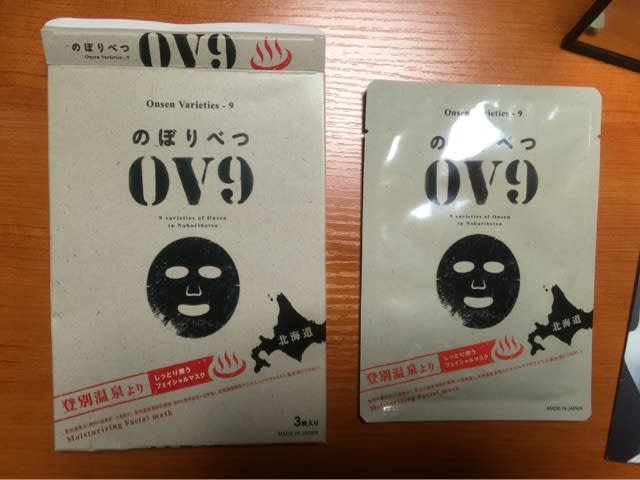 のぼりべつ
Onsen Varieties - 9
OV9
Onsen Varieties - 9
のぼりべつ
OV9
9 varieties of Onsen
in Noboribetsu
北海道
登別温泉より
しっとり潤う
フェイシャルマスク
Moisturizing Facial mask
3枚入り
MADE IN JAPAN
Onsen Varieties - 9
のぼりべつ
OV9
9 varieties of Onsen
in Noboribetsu
北海道
登別温泉より
しっとり潤う
フェイシャルマスク
Moisturizing Facial mask
MADE IN JAPAN